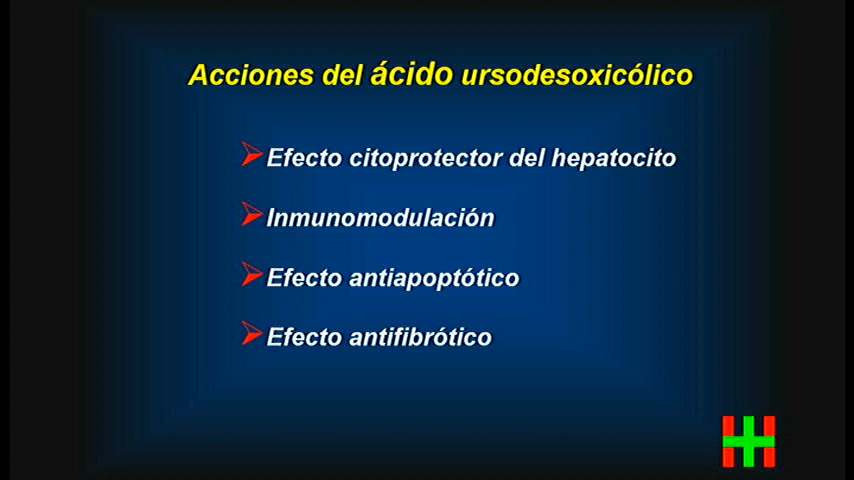 Acciones del ácido ursodesoxicólico
Efecto citoprotector del hepatocito
Inmunomodulación
Efecto antiapoptótico
Efecto antifibrótico